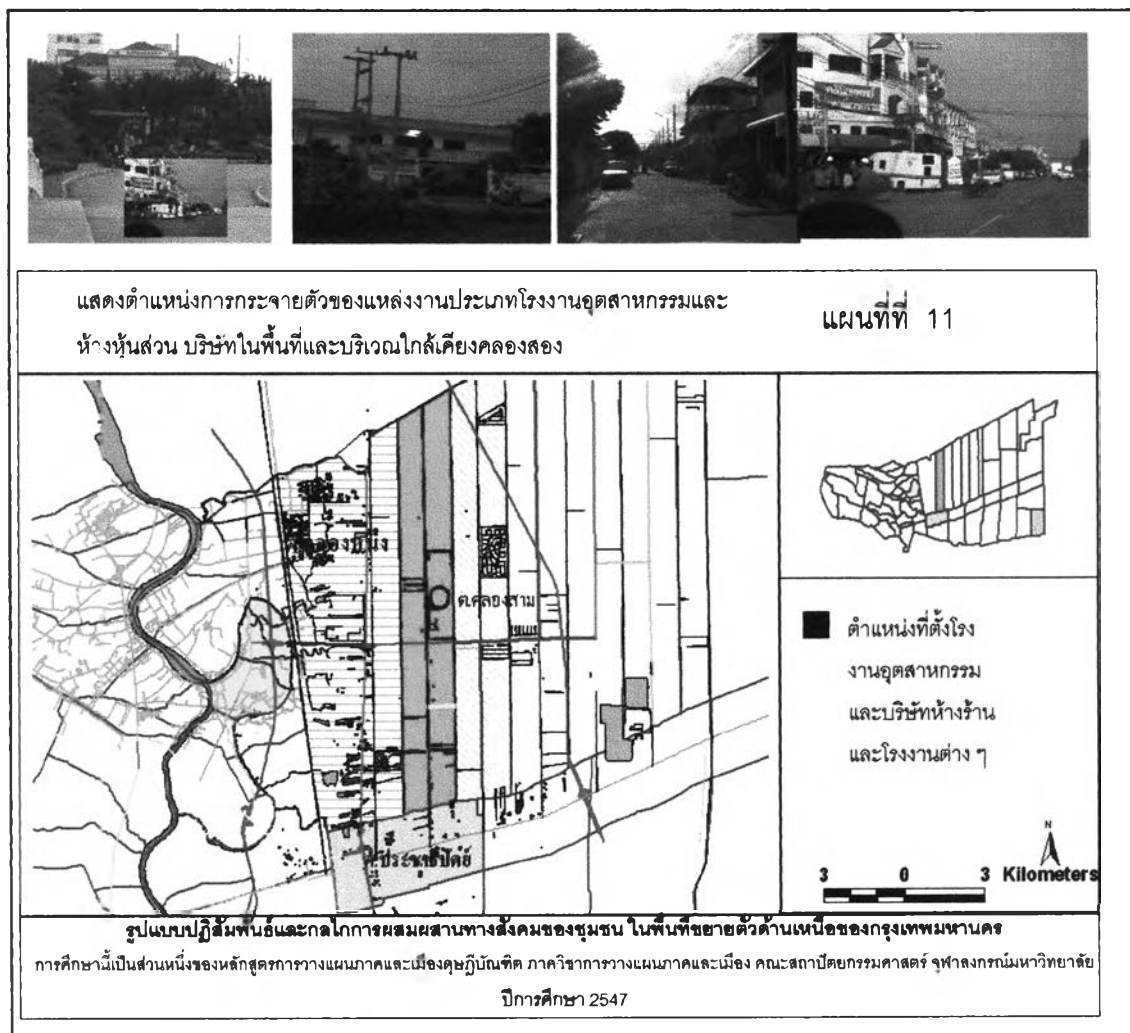 แสดงตำแหน่งการกระจายตัวของแหล่งงานประเภทโรงงานอุตสาหกรรมและ
ห้างหุ้นส่วน บริษัทในพื้นที่และบริเวณใกล้เคียงคลองสอง
แผนที่ที่ 11
ต.คลองสาม
ประชาธิปัตย์
ตำแหน่งที่ตั้งโรง
งานอุตสาหกรรม
และบริษัทห้างร้าน
และโรงงานต่าง ๆ
N
3 0 3 Kilometers
รูปแบบปฏิสัมพันธ์และกลไกการผสมผสานทางสังคมของชุมชน ในพื้นที่ขยายตัวด้านเหนือของกรุงเทพมหานคร
การศึกษานี้เป็นส่วนหนึ่งของหลักสูตรการวางแผนภาคและเมืองดุษฎีบัณฑิต ภาควิชาการวางแผนภาคและเมือง คณะสถาปัตยกรรมศาสตร์ จุฬาลงกรณ์มหาวิทยาลัย
ปีการศึกษา 2547